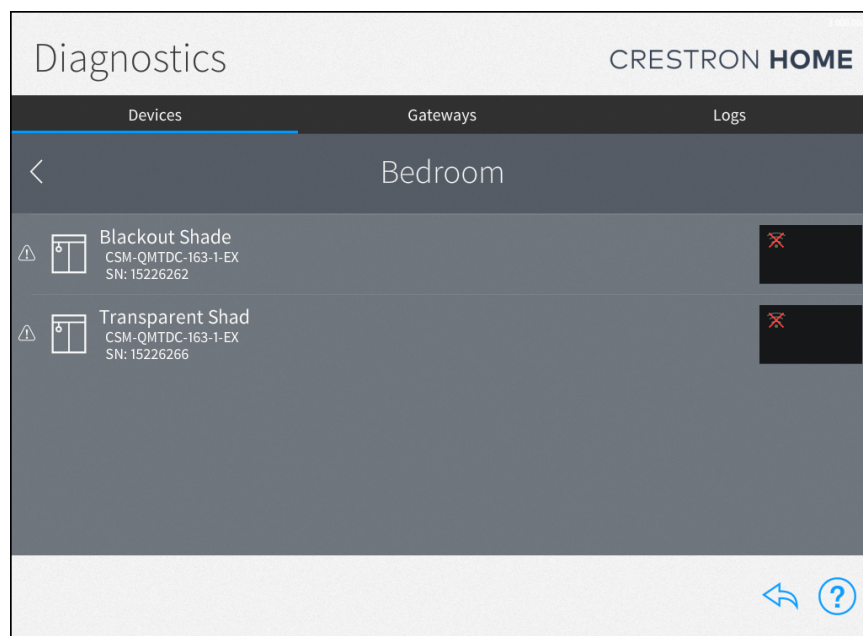 Diagnostics
CRESTRON HOME
Devices
Gateways
Logs
Bedroom
Blackout Shade
CSM-QMTDC-163-1-EX
SN: 15226262
Transparent Shad
CSM-QMTDC-163-1-EX
SN: 15226266
?